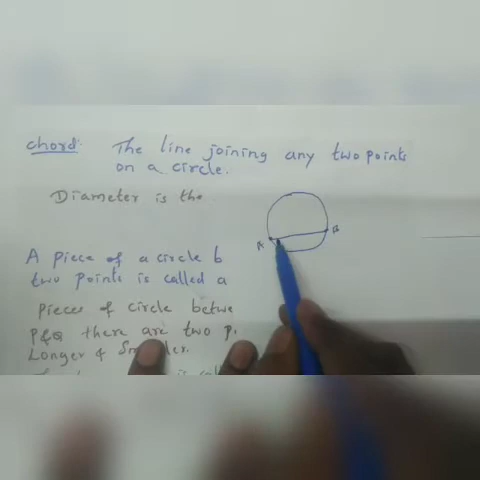 chord: The line joining any two points
on a circle.
Diameter is the
A B
A piece of a circle b
two points is called a
pieces of circle betwe
P&Q there are two p
Longer & Smaller.